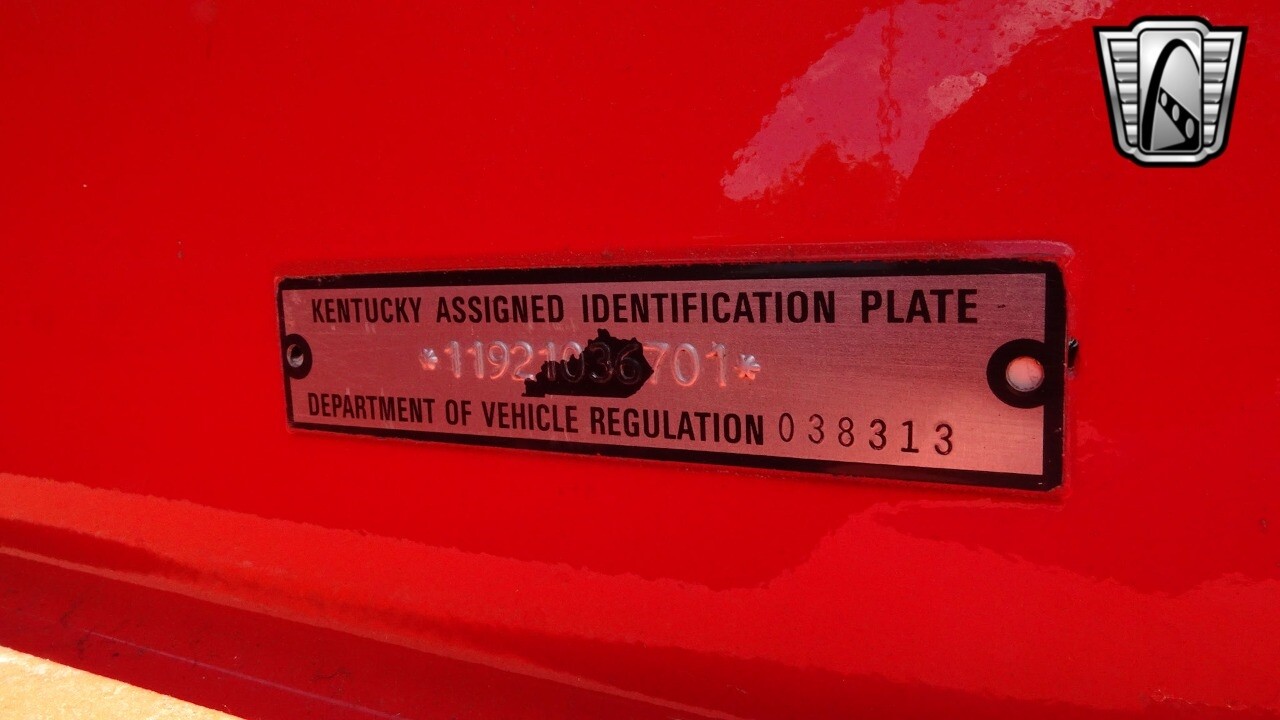 KENTUCKY ASSIGNED IDENTIFICATION PLATE
*11921036701*
DEPARTMENT OF VEHICLE REGULATION 038313